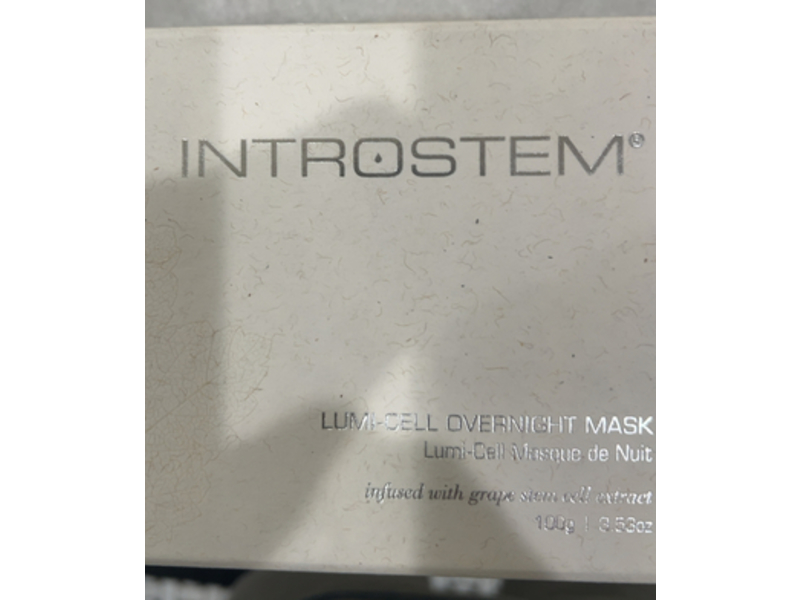 INTROSTEM®
LUMI-CELL OVERNIGHT MASK
Lumi-Cell Masque de Nuit
infused with grape stem cell extract
100g | 3.53oz